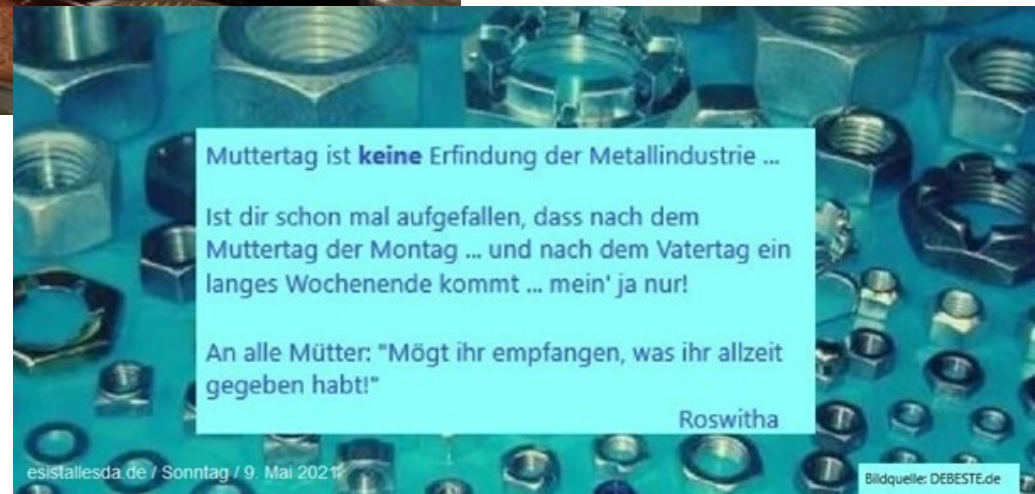 Muttertag ist keine Erfindung der Metallindustrie ...
Ist dir schon mal aufgefallen, dass nach dem
Muttertag der Montag ... und nach dem Vatertag ein
langes Wochenende kommt ... mein' ja nur!
An alle Mütter: "Mögt ihr empfangen, was ihr allzeit
gegeben habt!"
Roswitha
esistallesda.de / Sonntag / 9. Mai 2021
Bildquelle: DEBESTE.de